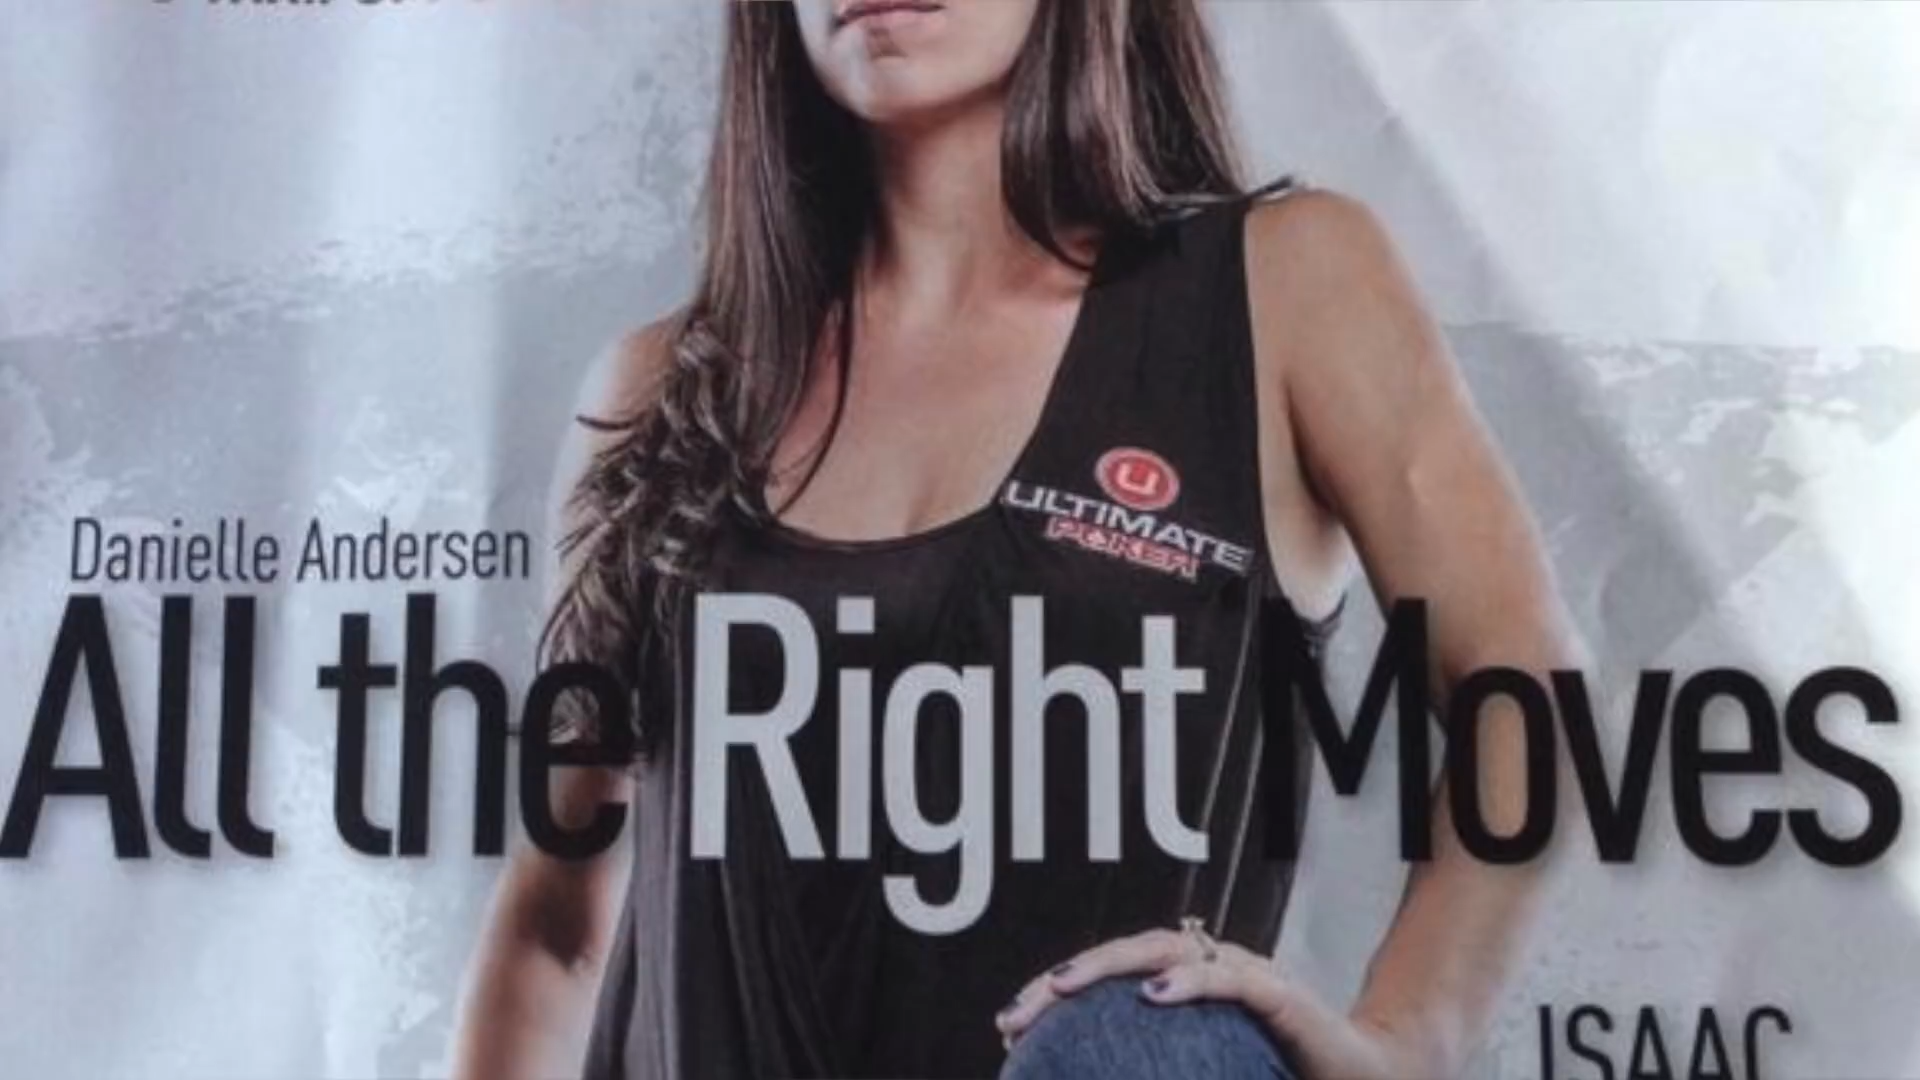 Danielle Andersen
U
ULTIMATE
POKER
All the Right Moves
ISAAC